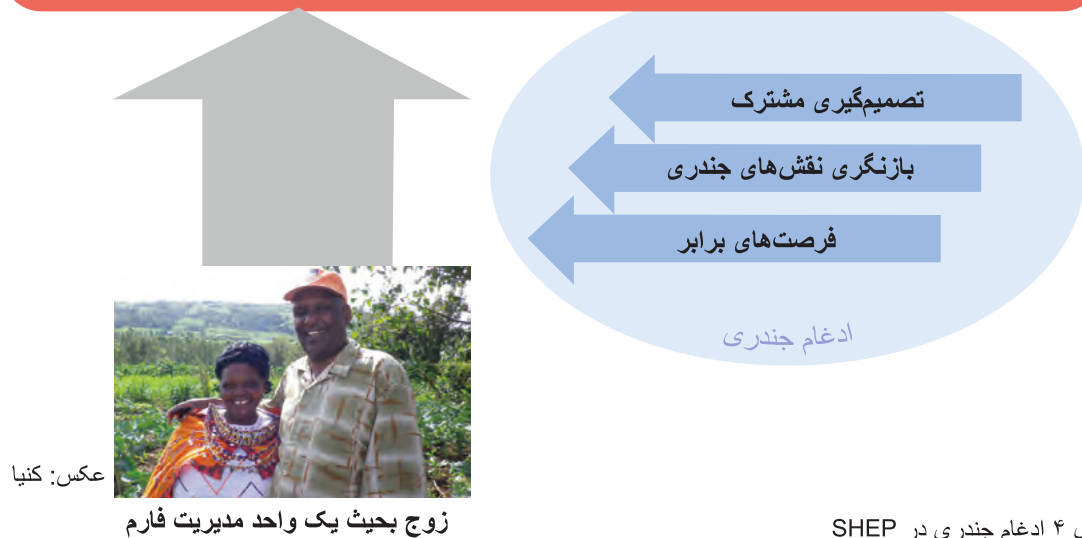 تصمیم‌گیری مشترک
بازنگری نقش‌های جندری
فرصت‌های برابر
ادغام جندری
عکس: کنیا
زوج بحیث یک واحد مدیریت فارم
۴ ادغام جندری در SHEP